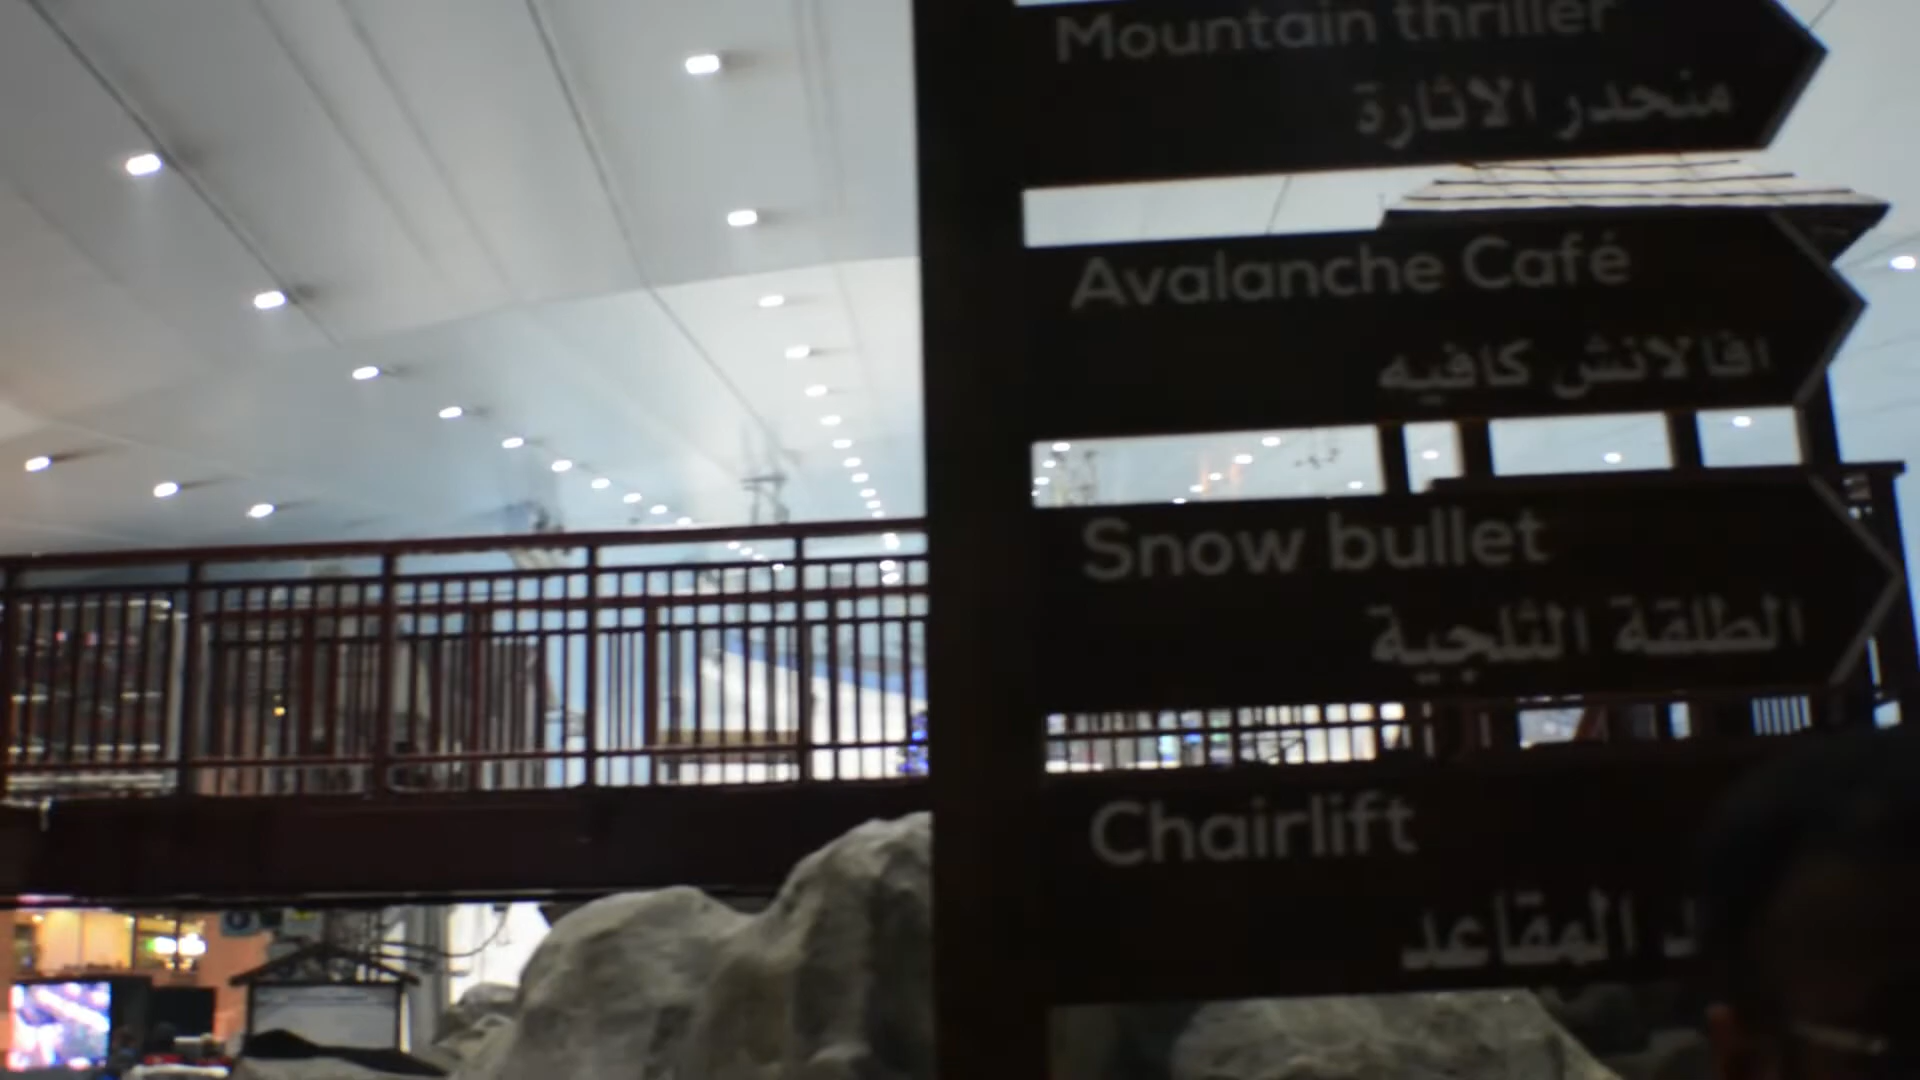 Mountain thriller
منحدر الاثارة
Avalanche Café
افالانش كافيه
Snow bullet
الطلقة الثلجية
Chairlift
المقاعد